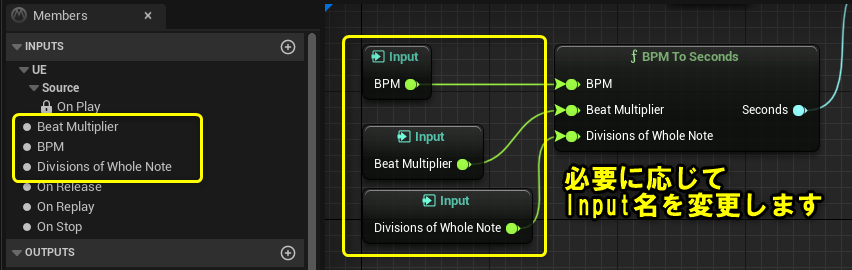 Members ×
INPUTS
UE
Source
On Play
Beat Multiplier
BPM
Divisions of Whole Note
On Release
On Replay
On Stop
OUTPUTS
Input
BPM
Input
Beat Multiplier
Input
Divisions of Whole Note
ƒ BPM To Seconds
BPM
Beat Multiplier Seconds
Divisions of Whole Note
必要に応じて
Input名を変更します